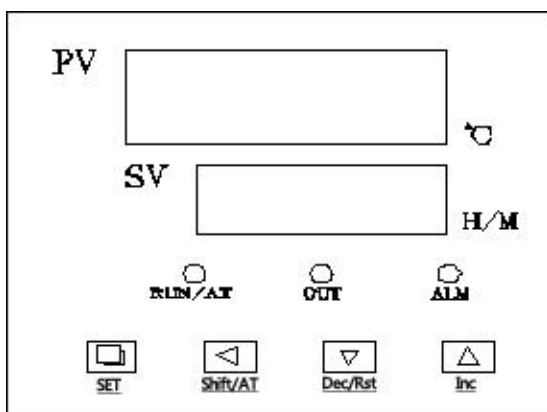 PV
℃
SV
H/M
RUN/AT OUT ALM
SET Shift/AT Dec/Rst Inc